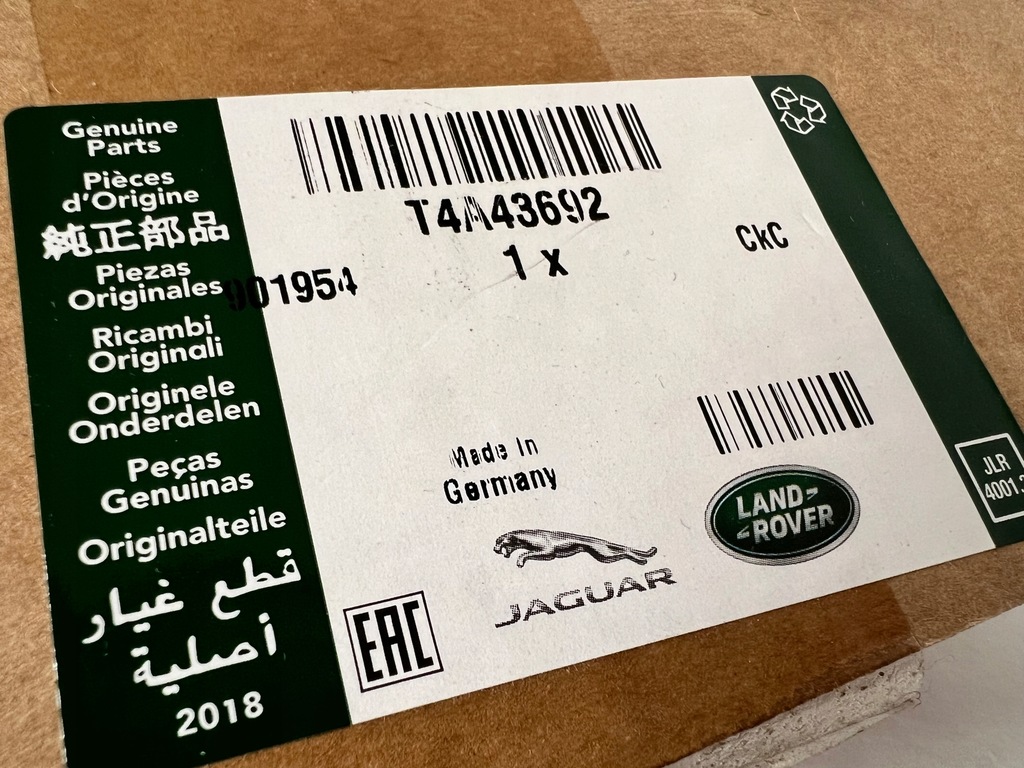 Genuine
Parts
Pièces
d'Origine
純正部品
Piezas
Originales
Ricambi
Originali
Originele
Onderdelen
Peças
Genuinas
Originalteile
قطع غيار
أصلية
2018
T4A43692
1 x
CkC
901954
Made In
Germany
JAGUAR
LAND-
-ROVER
EAC
JLR
4001.